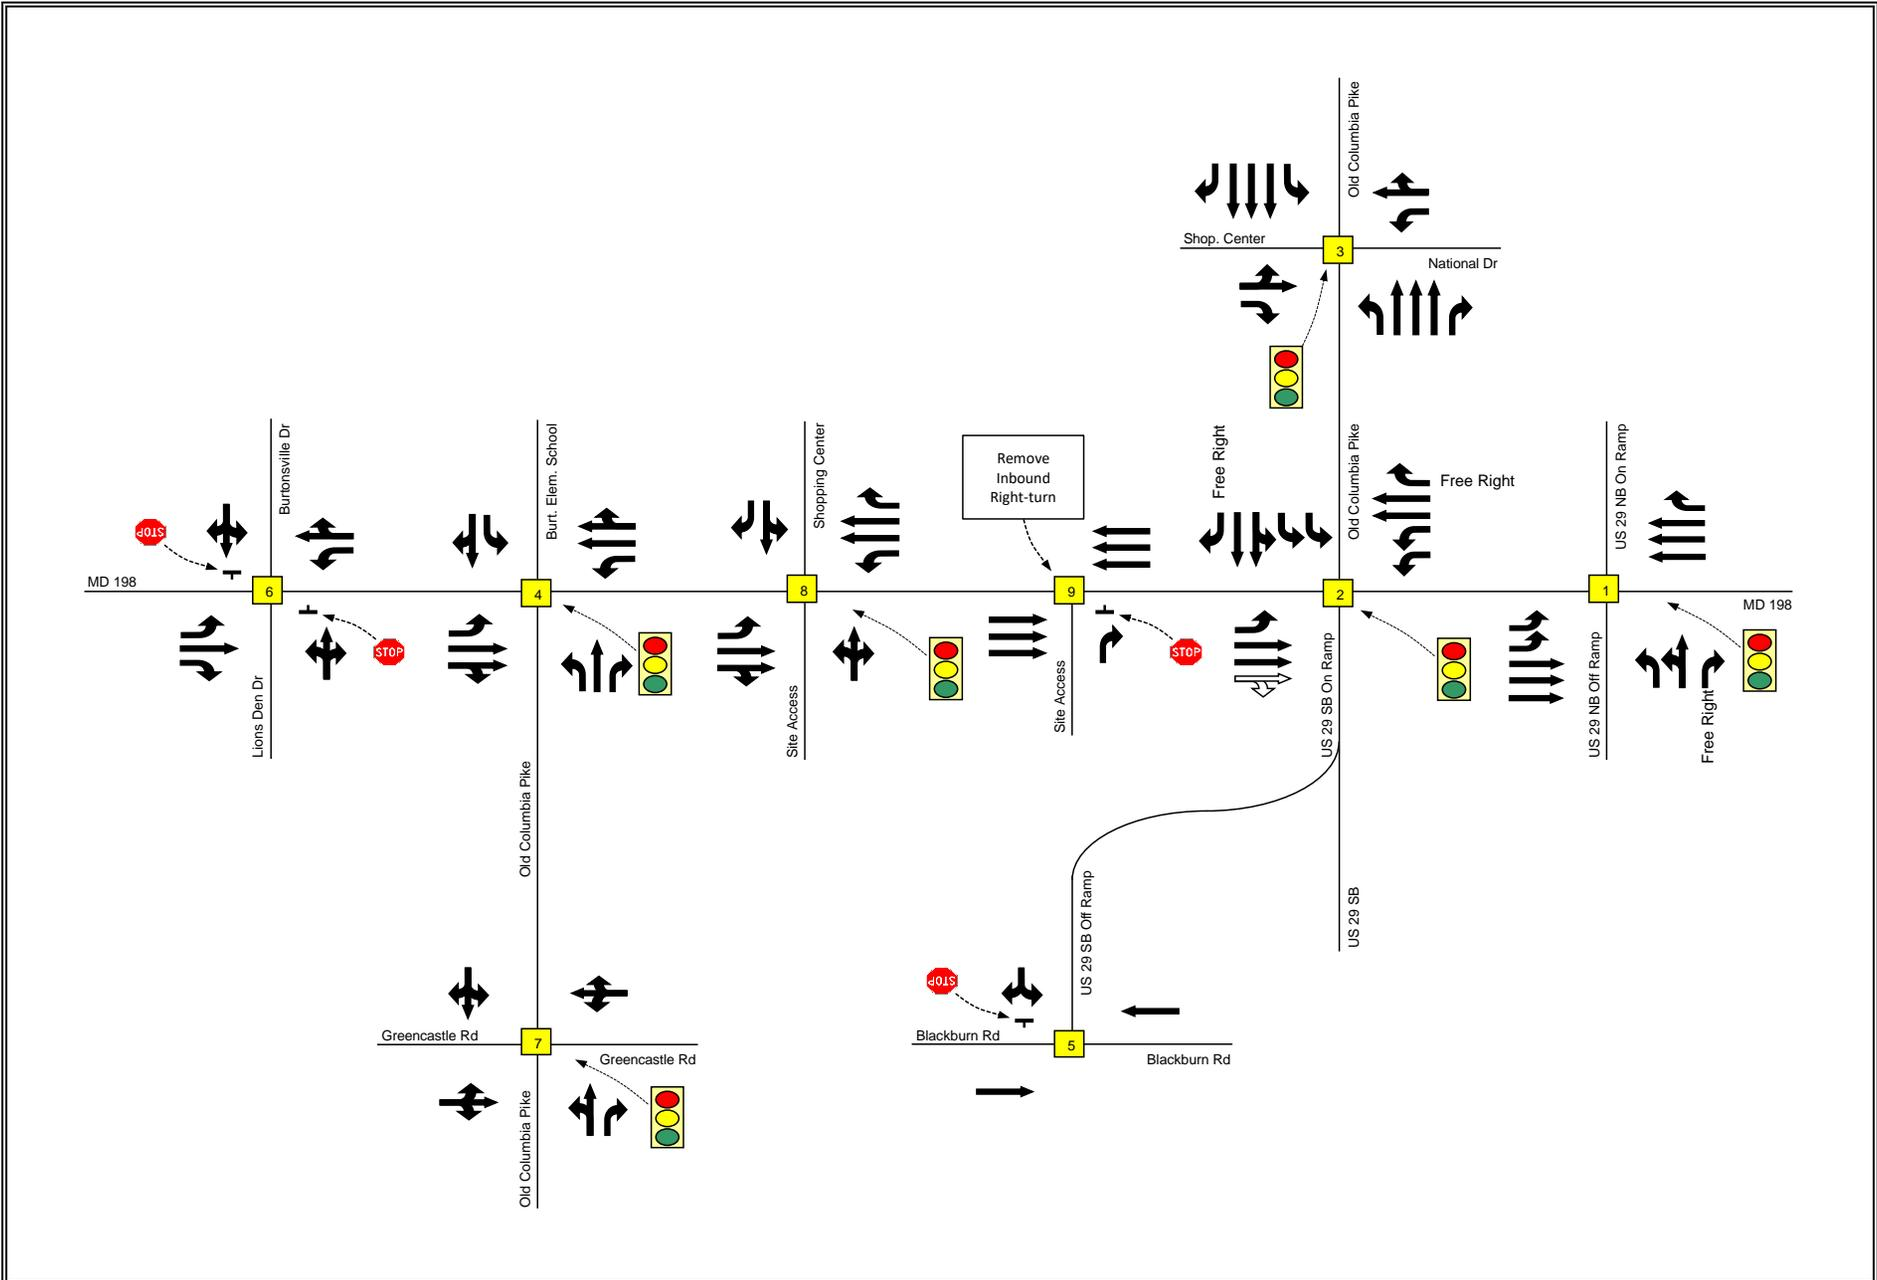 Old Columbia Pike
Shop. Center
3
National Dr
Burtonsville Dr
Burt. Elem. School
Shopping Center
Remove
Inbound
Right-turn
Free Right
Old Columbia Pike
Free Right
US 29 NB On Ramp
STOP
MD 198
6
4
8
9
2
1
MD 198
Lions Den Dr
STOP
Site Access
Site Access
STOP
US 29 SB On Ramp
US 29 NB Off Ramp
Free Right
Old Columbia Pike
US 29 SB Off Ramp
US 29 SB
STOP
Greencastle Rd
7
Greencastle Rd
Blackburn Rd
5
Blackburn Rd
Old Columbia Pike